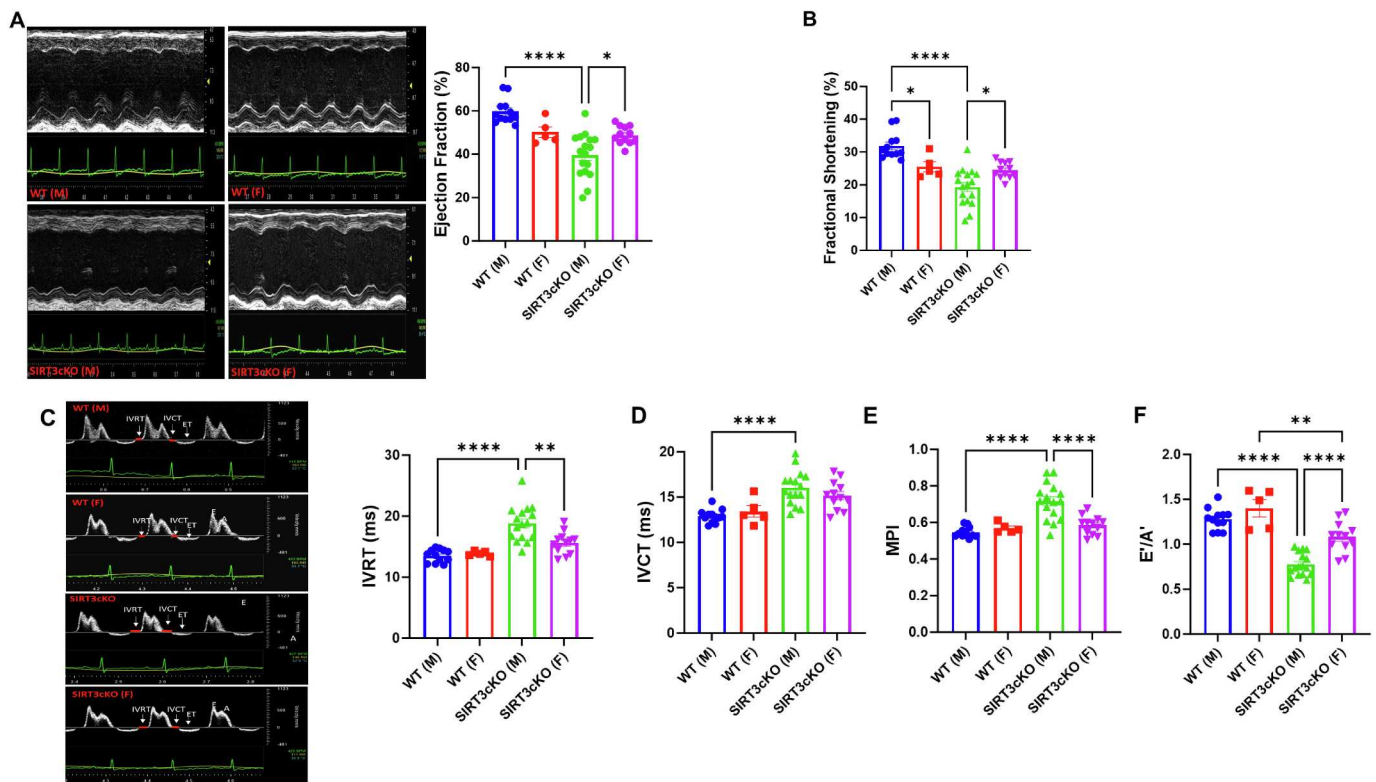 A
WT (M)
WT (F)
SIRT3cKO (M)
SIRT3cKO (F)
Ejection Fraction (%)
80
60
40
20
0
**** *
WT (M)
WT (F)
SIRT3cKO (M)
SIRT3cKO (F)
B
Fractional Shortening (%)
50
40
30
20
10
0
****
* *
WT (M)
WT (F)
SIRT3cKO (M)
SIRT3cKO (F)
C
WT (M)
IVRT IVCT ET
WT (F)
IVRT IVCT ET
E A
SIRT3cKO
IVRT IVCT ET
E
A
SIRT3cKO (F)
IVRT IVCT ET
E A
IVRT (ms)
30
20
10
0
**** **
WT (M)
WT (F)
SIRT3cKO (M)
SIRT3cKO (F)
D
IVCT (ms)
20
15
10
5
0
****
WT (M)
WT (F)
SIRT3cKO (M)
SIRT3cKO (F)
E
MPI
1.0
0.8
0.6
0.4
0.2
0.0
**** ****
WT (M)
WT (F)
SIRT3cKO (M)
SIRT3cKO (F)
F
E'/A'
2.0
1.5
1.0
0.5
0.0
**
**** ****
WT (M)
WT (F)
SIRT3cKO (M)
SIRT3cKO (F)